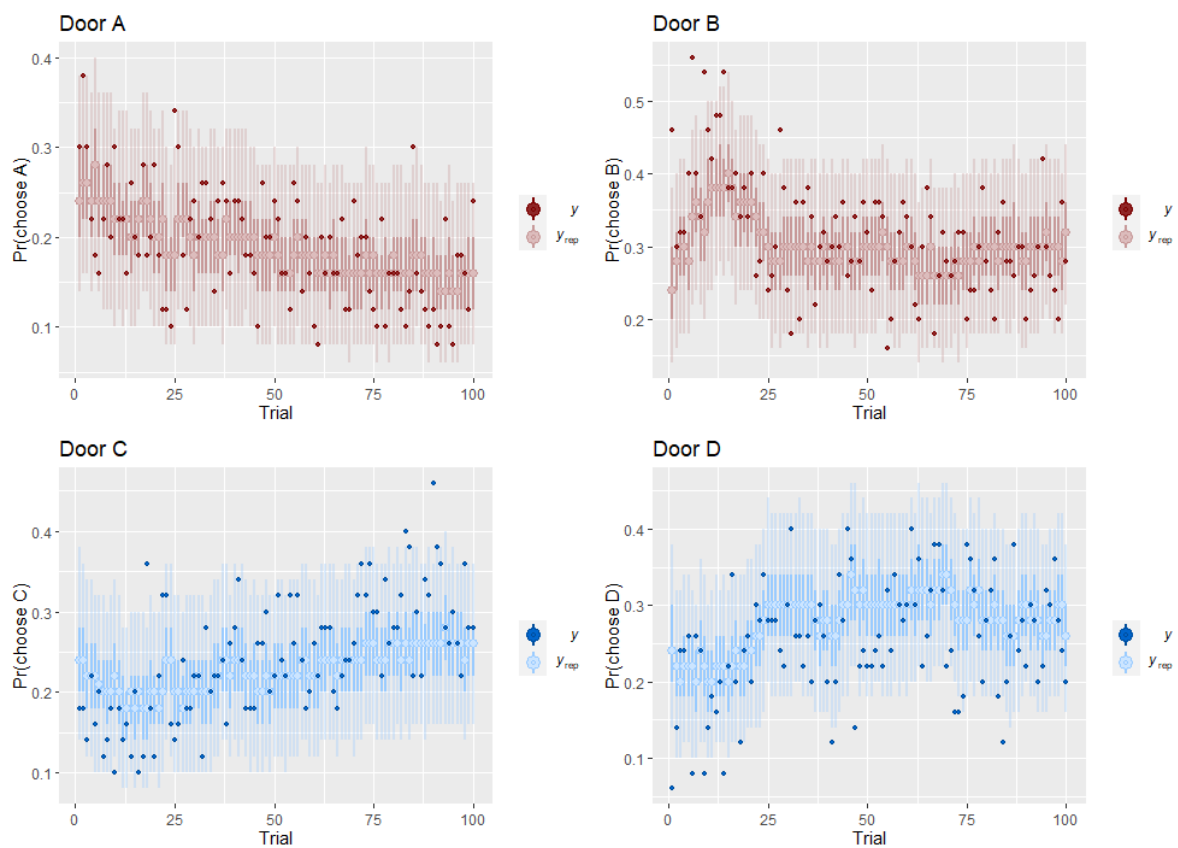 Door A
Pr(choose A)
0.4
0.3
0.2
0.1
0
25
50
75
100
Trial
y
yrep
Door B
Pr(choose B)
0.5
0.4
0.3
0.2
0
25
50
75
100
Trial
y
yrep
Door C
Pr(choose C)
0.4
0.3
0.2
0.1
0
25
50
75
100
Trial
y
yrep
Door D
Pr(choose D)
0.4
0.3
0.2
0.1
0
25
50
75
100
Trial
y
yrep